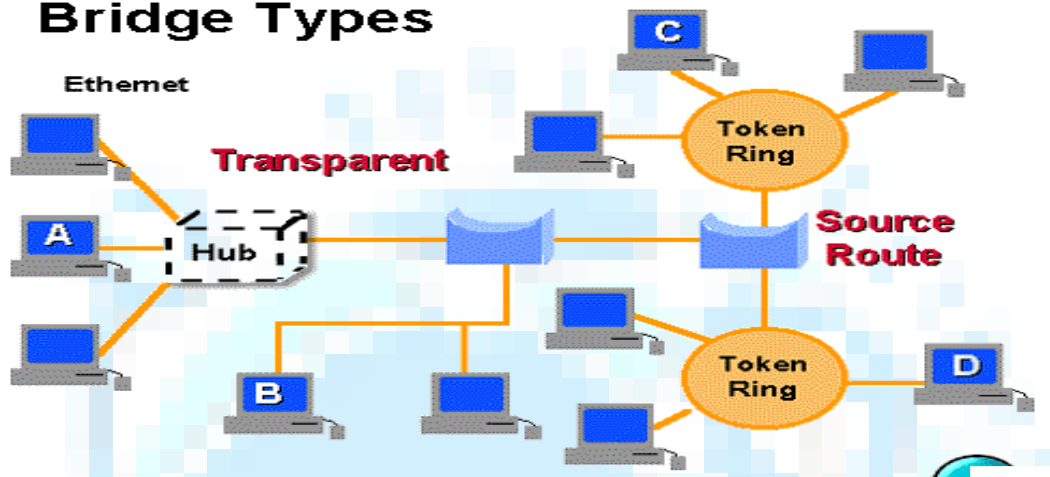 Bridge Types
Ethernet
C
Token
Ring
Transparent
A
Hub
Source
Route
B
Token
Ring
D